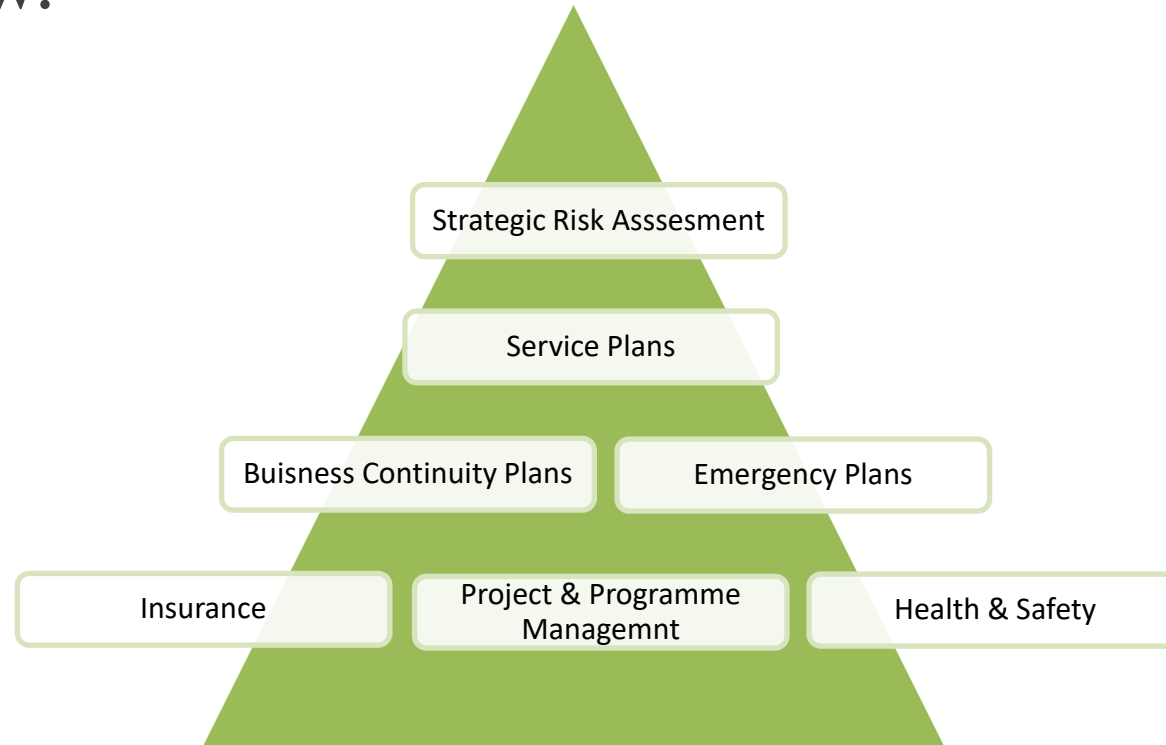 Strategic Risk Asssesment
Service Plans
Buisness Continuity Plans
Emergency Plans
Insurance
Project & Programme
Managemnt
Health & Safety